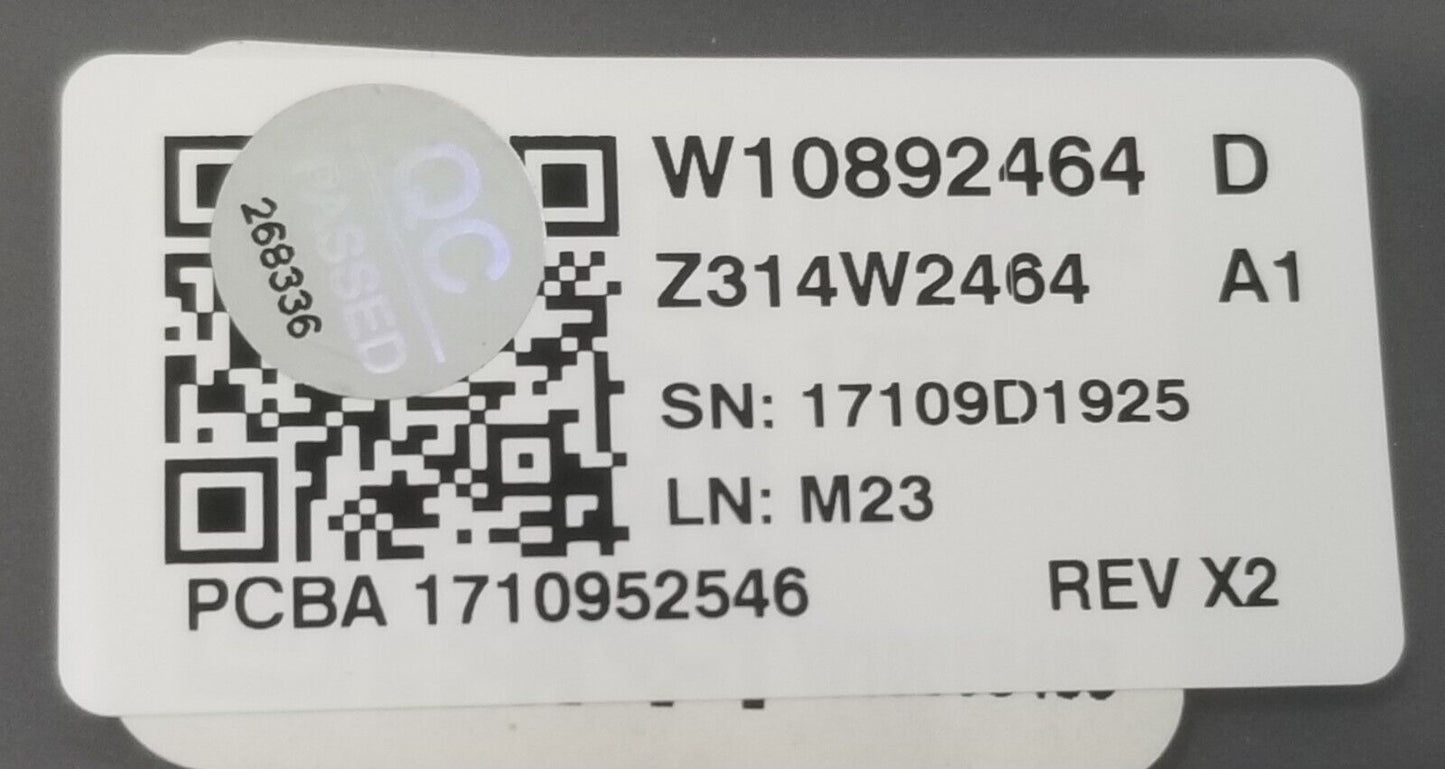 W10892464 D
Z314W2464 A1
SN: 17109D1925
LN: M23
PCBA 1710952546 REV X2
QC
PASSED
268336